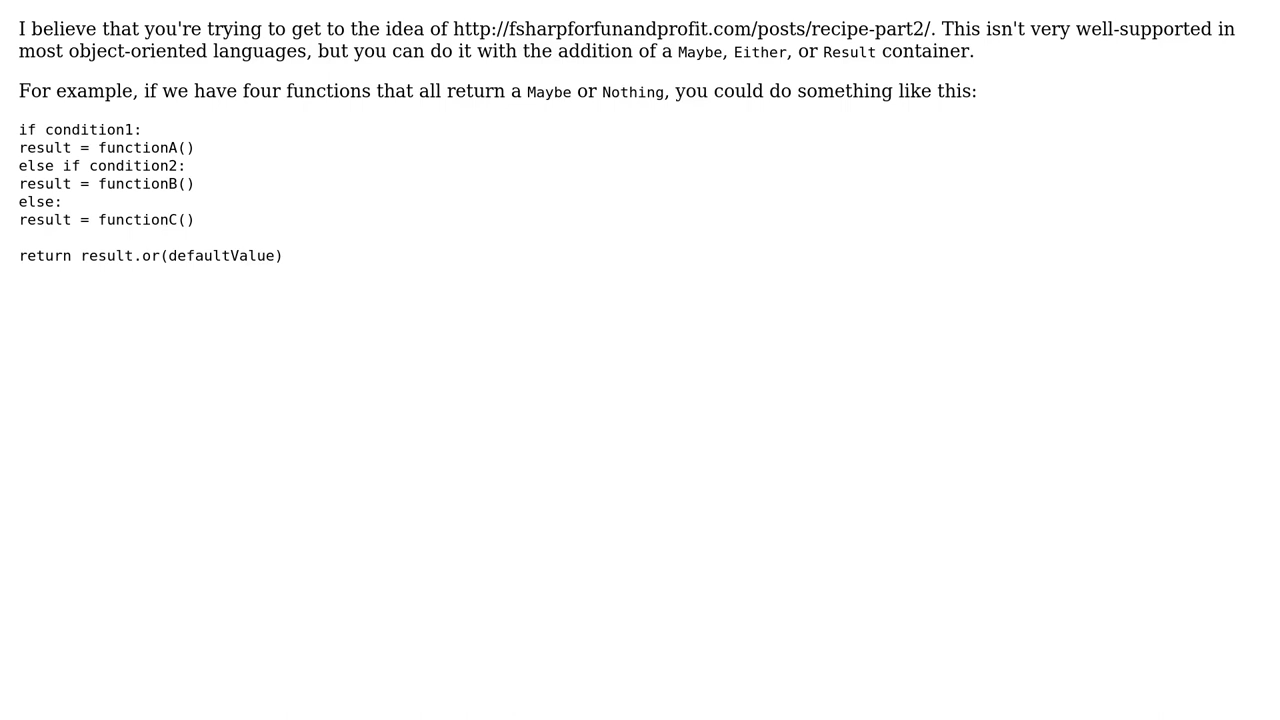 I believe that you're trying to get to the idea of http://fsharpforfunandprofit.com/posts/recipe-part2/. This isn't very well-supported in
most object-oriented languages, but you can do it with the addition of a Maybe, Either, or Result container.
For example, if we have four functions that all return a Maybe or Nothing, you could do something like this:
if condition1:
result = functionA()
else if condition2:
result = functionB()
else:
result = functionC()
return result.or(defaultValue)